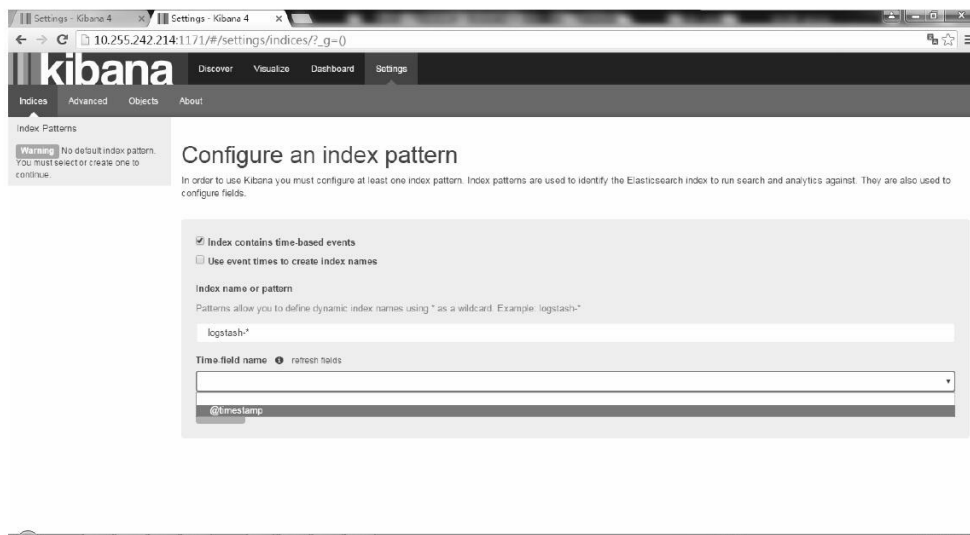 Settings - Kibana 4
Settings - Kibana 4
10.255.242.214:1171/#/settings/indices/?_g=()
kibana
Discover Visualize Dashboard Settings
Indices Advanced Objects About
Index Patterns
Warning No default index pattern.
You must select or create one to
continue.
Configure an index pattern
In order to use Kibana you must configure at least one index pattern. Index patterns are used to identify the Elasticsearch index to run search and analytics against. They are also used to
configure fields.
Index contains time-based events
Use event times to create index names
Index name or pattern
Patterns allow you to define dynamic index names using * as a wildcard. Example: logstash-*
logstash-*
Time-field name refresh fields
@timestamp